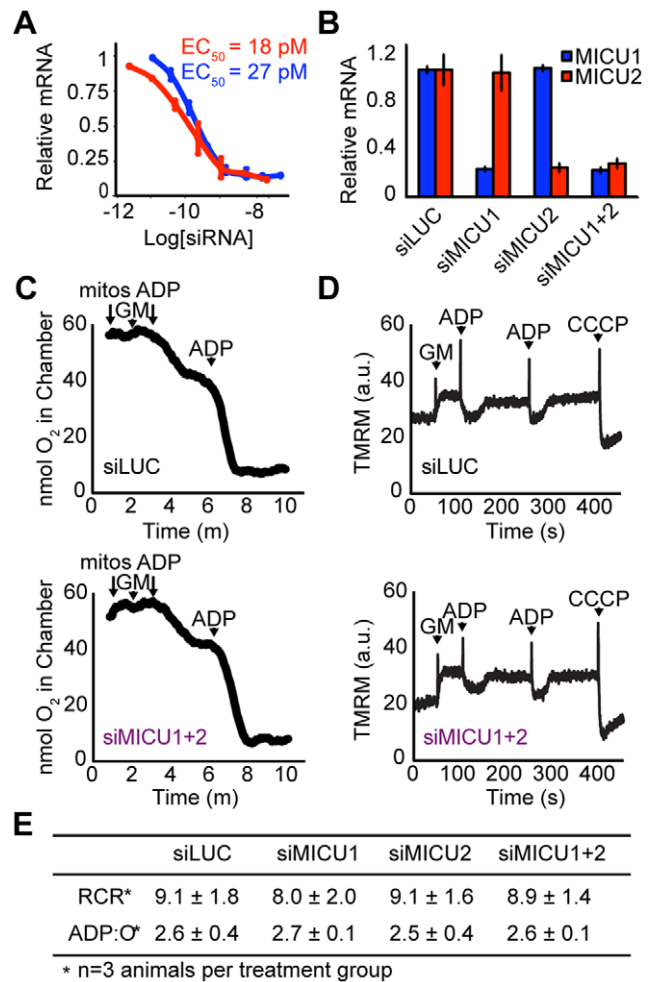 A
EC50 = 18 pM
EC50 = 27 pM
Relative mRNA
1
0.75
0.5
0.25
0
-12
-10
-8
Log[siRNA]
B
MICU1
MICU2
Relative mRNA
1.2
0.8
0.4
0
siLUC
siMICU1
siMICU2
siMICU1+2
C
mitos ADP
GM
ADP
nmol O2 in Chamber
60
40
20
0
siLUC
0 2 4 6 8 10
Time (m)
mitos ADP
GM
ADP
nmol O2 in Chamber
60
40
20
0
siMICU1+2
0 2 4 6 8 10
Time (m)
D
GM
ADP
ADP
CCCP
TMRM (a.u.)
60
40
20
0
siLUC
0 100 200 300 400
Time (s)
GM
ADP
ADP
CCCP
TMRM (a.u.)
60
40
20
0
siMICU1+2
0 100 200 300 400
Time (s)
E
siLUC siMICU1 siMICU2 siMICU1+2
RCR* 9.1 ± 1.8 8.0 ± 2.0 9.1 ± 1.6 8.9 ± 1.4
ADP:O* 2.6 ± 0.4 2.7 ± 0.1 2.5 ± 0.4 2.6 ± 0.1
* n=3 animals per treatment group